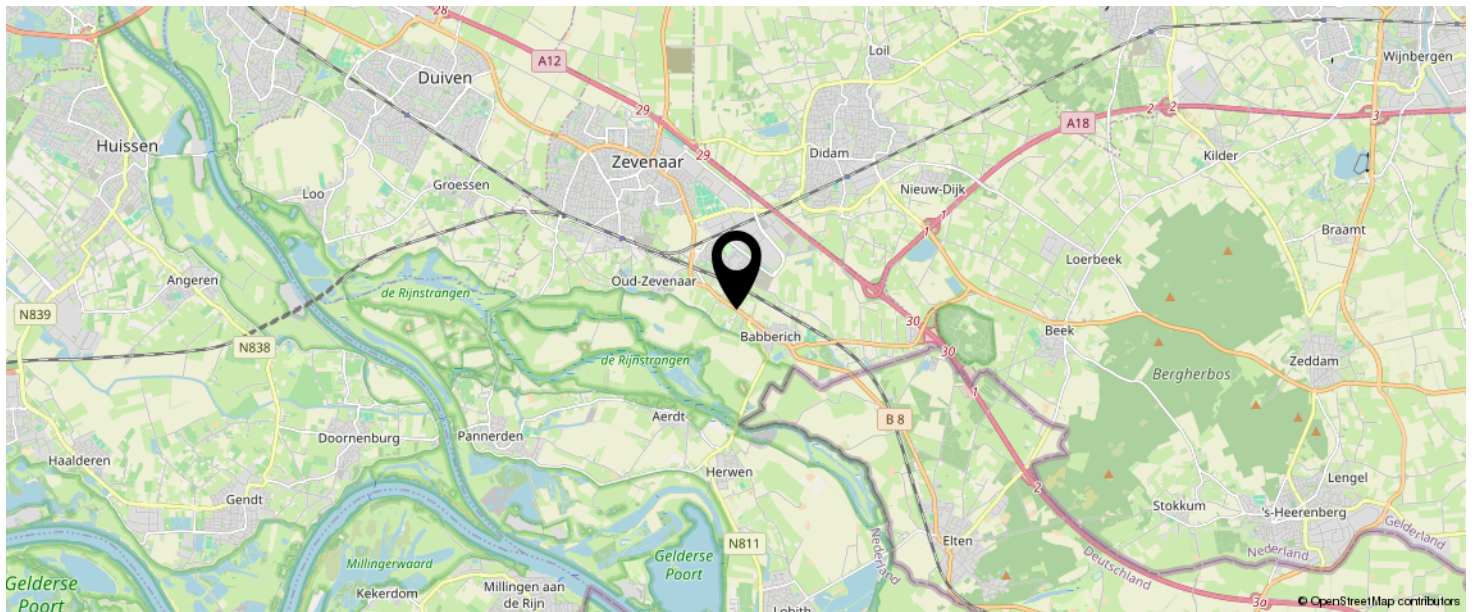 28
A12
Loil
Wijnbergen
Duiven
29
A18
2
2
3
Huissen
Zevenaar
29
Didam
Kilder
Loo
Groessen
Nieuw-Dijk
1
1
Braamt
Angeren
Oud-Zevenaar
Loerbeek
de Rijnstrangen
N839
30
Babberich
Beek
N838
30
de Rijnstrangen
Zeddam
Bergherbos
1
Aerdt
B 8
Doornenburg
Pannerden
Haalderen
Herwen
Gendt
2
Lengel
Stokkum
's-Heerenberg
Gelderland
Elten
N811
Nederland
Nederland
Deutschland
Millingerwaard
Gelderse
Poort
Gelderse
Poort
Kekerdom
Millingen aan
de Rijn
Lobith
3a
© OpenStreetMap contributors